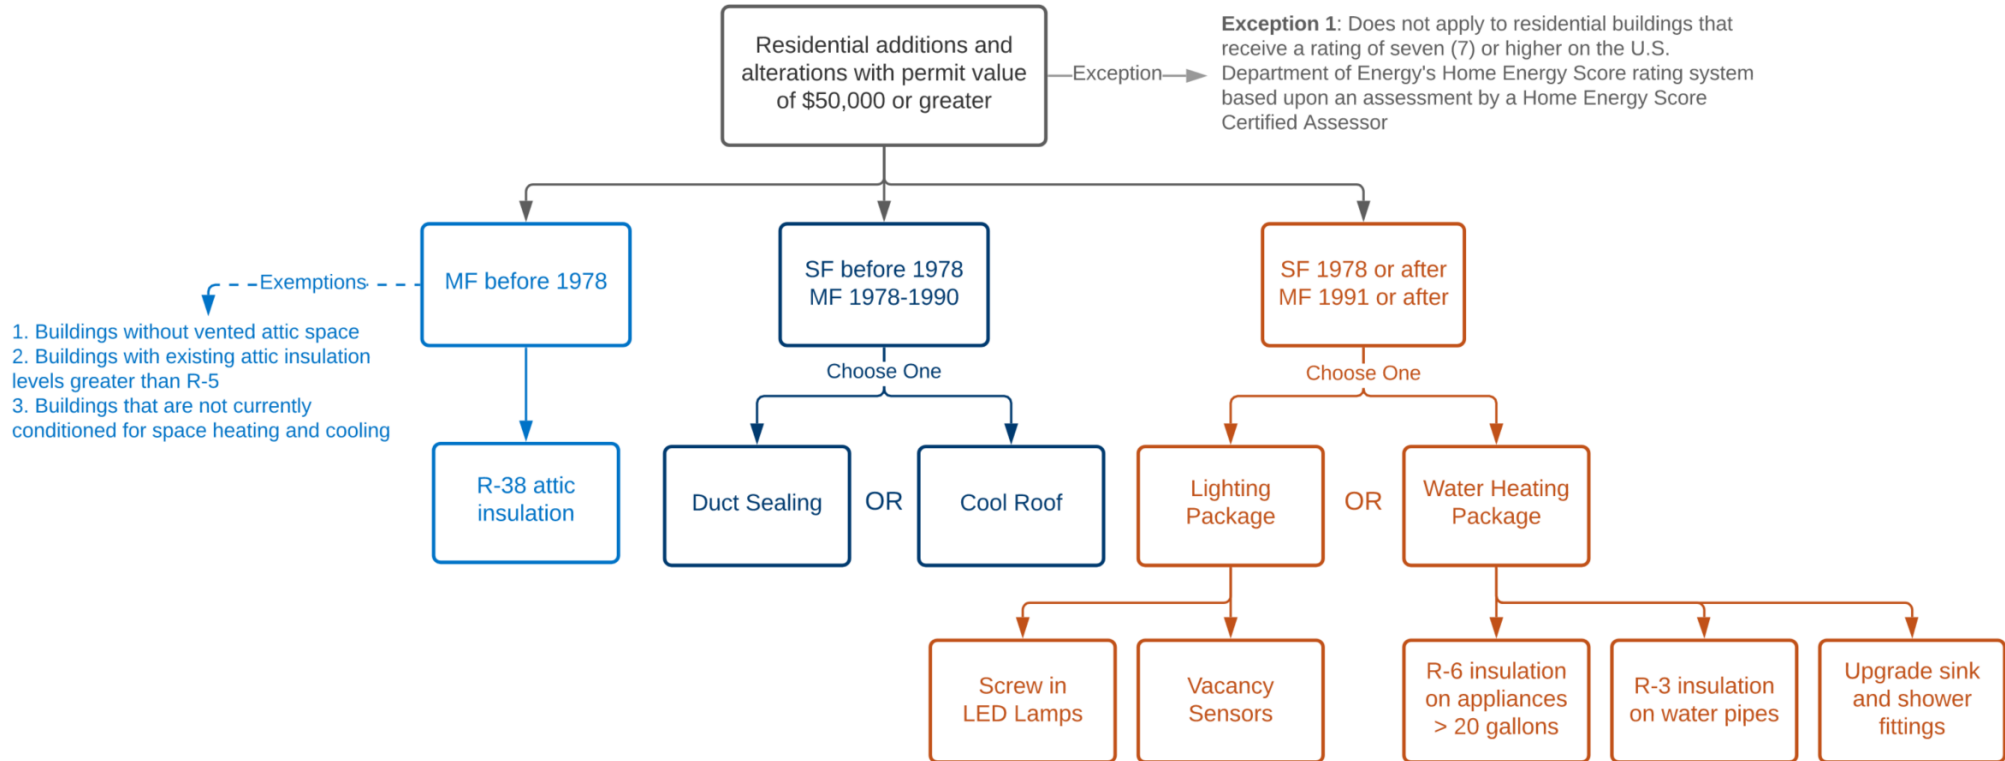 Residential additions and
alterations with permit value
of $50,000 or greater
Exception
Exception 1: Does not apply to residential buildings that
receive a rating of seven (7) or higher on the U.S.
Department of Energy's Home Energy Score rating system
based upon an assessment by a Home Energy Score
Certified Assessor
Exemptions
1. Buildings without vented attic space
2. Buildings with existing attic insulation
levels greater than R-5
3. Buildings that are not currently
conditioned for space heating and cooling
MF before 1978
R-38 attic
insulation
SF before 1978
MF 1978-1990
Choose One
Duct Sealing
OR
Cool Roof
SF 1978 or after
MF 1991 or after
Choose One
Lighting
Package
OR
Water Heating
Package
Screw in
LED Lamps
Vacancy
Sensors
R-6 insulation
on appliances
> 20 gallons
R-3 insulation
on water pipes
Upgrade sink
and shower
fittings